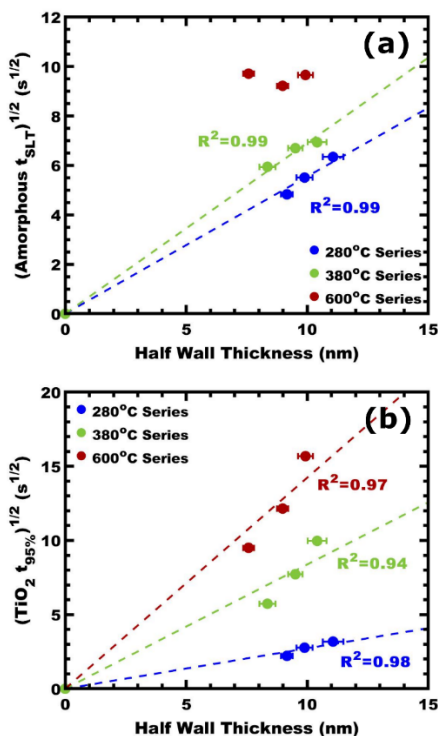 (a)
12
10
8
6
4
2
0
(Amorphous t_SLT)^1/2 (s^1/2)
R²=0.99
R²=0.99
280°C Series
380°C Series
600°C Series
0 5 10 15
Half Wall Thickness (nm)
(b)
20
15
10
5
0
(TiO₂ t_95%)^1/2 (s^1/2)
280°C Series
380°C Series
600°C Series
R²=0.97
R²=0.94
R²=0.98
0 5 10 15
Half Wall Thickness (nm)